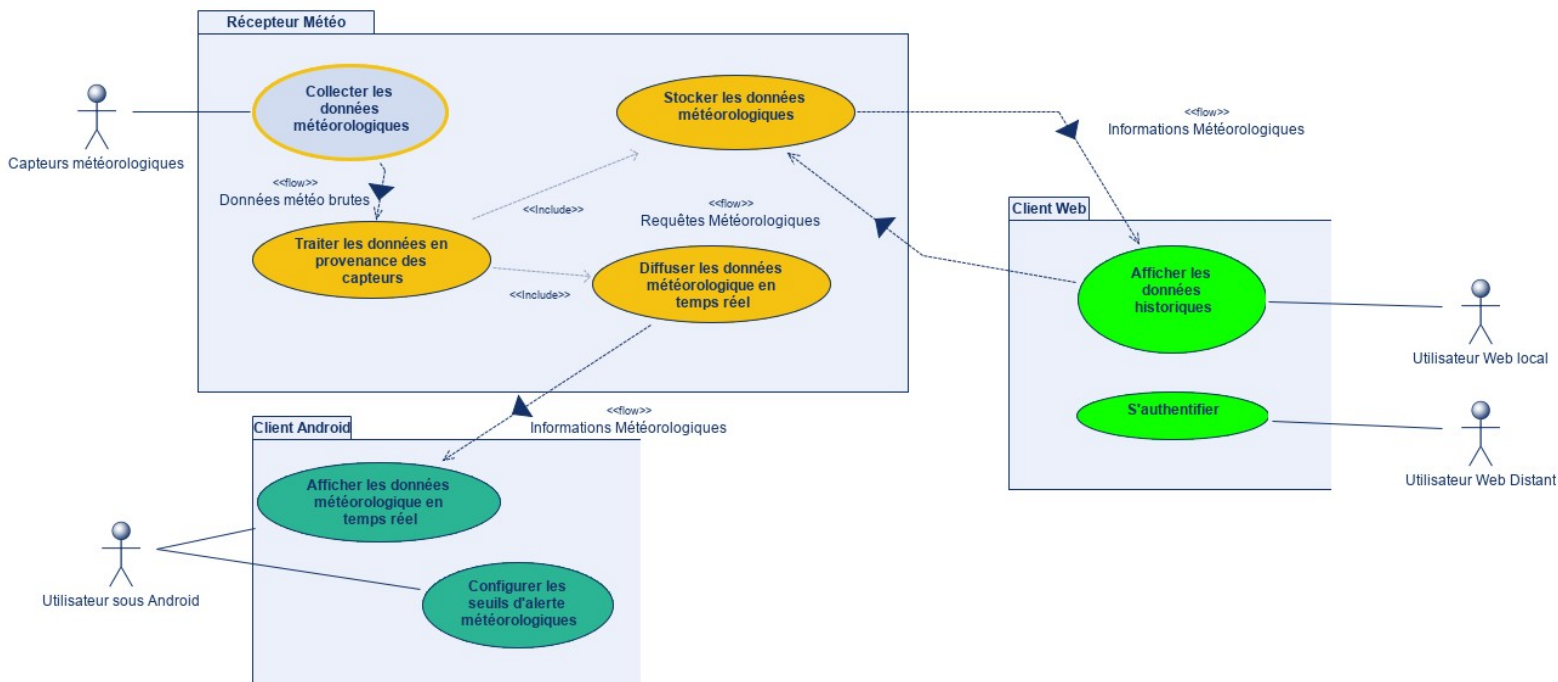 Récepteur Météo
Collecter les
données
météorologiques
Stocker les données
météorologiques
Capteurs météorologiques
<<flow>>
Informations Météorologiques
<<flow>>
Données météo brutes
<<Include>>
<<flow>>
Requêtes Météorologiques
Traiter les données en
provenance des
capteurs
<<Include>>
Diffuser les données
météorologique en
temps réel
Client Web
Afficher les
données
historiques
Utilisateur Web local
S'authentifier
Utilisateur Web Distant
<<flow>>
Informations Météorologiques
Client Android
Afficher les données
météorologique en
temps réel
Utilisateur sous Android
Configurer les
seuils d'alerte
météorologiques